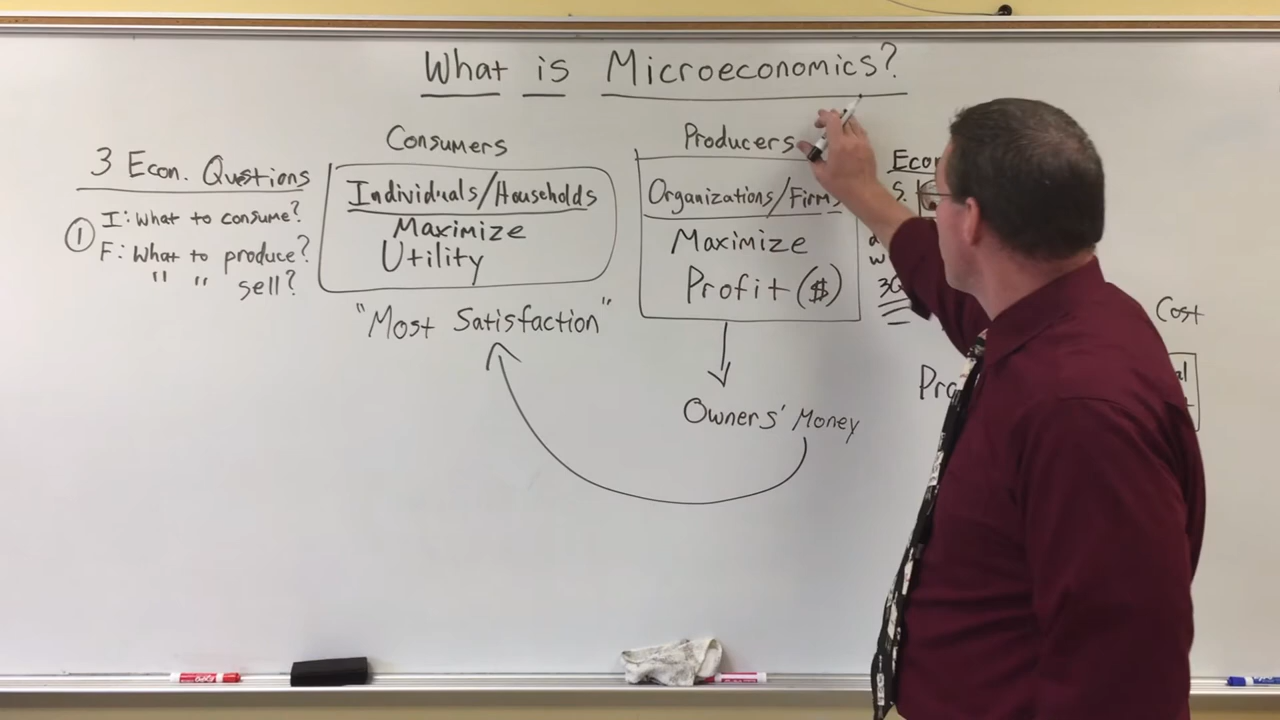 What is Microeconomics?
3 Econ. Questions
① I: What to consume?
F: What to produce?
" " sell?
Consumers
Individuals/Households
Maximize
Utility
"Most Satisfaction"
Producers
Organizations/Firms
Maximize
Profit ($)
Owners' Money
Econ
S.
Cost